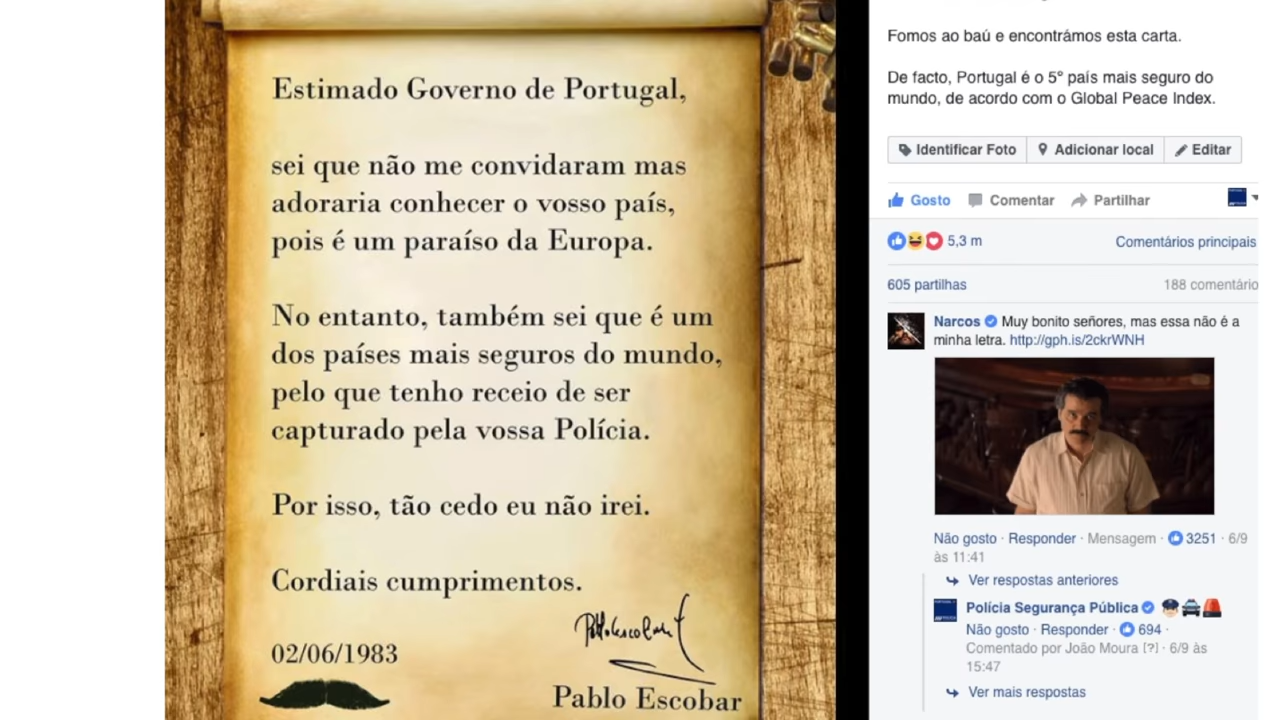 Estimado Governo de Portugal,
sei que não me convidaram mas
adoraria conhecer o vosso país,
pois é um paraíso da Europa.
No entanto, também sei que é um
dos países mais seguros do mundo,
pelo que tenho receio de ser
capturado pela vossa Polícia.
Por isso, tão cedo eu não irei.
Cordiais cumprimentos.
02/06/1983
Pablo Escobar
Fomos ao baú e encontrámos esta carta.
De facto, Portugal é o 5º país mais seguro do
mundo, de acordo com o Global Peace Index.
Identificar Foto Adicionar local Editar
Gosto Comentar Partilhar
5,3 m Comentários principais
605 partilhas 188 comentário
Narcos Muy bonito señores, mas essa não é a
minha letra. http://gph.is/2ckrWNH
Não gosto · Responder · Mensagem · 3251 · 6/9
às 11:41
Ver respostas anteriores
Polícia Segurança Pública
Não gosto · Responder · 694 ·
Comentado por João Moura [?] · 6/9 às
15:47
Ver mais respostas